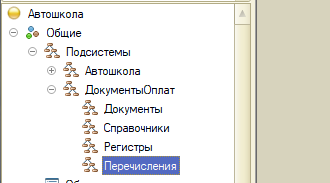 Автошкола
Общие
Подсистемы
Автошкола
ДокументыОплат
Документы
Справочники
Регистры
Перечисления